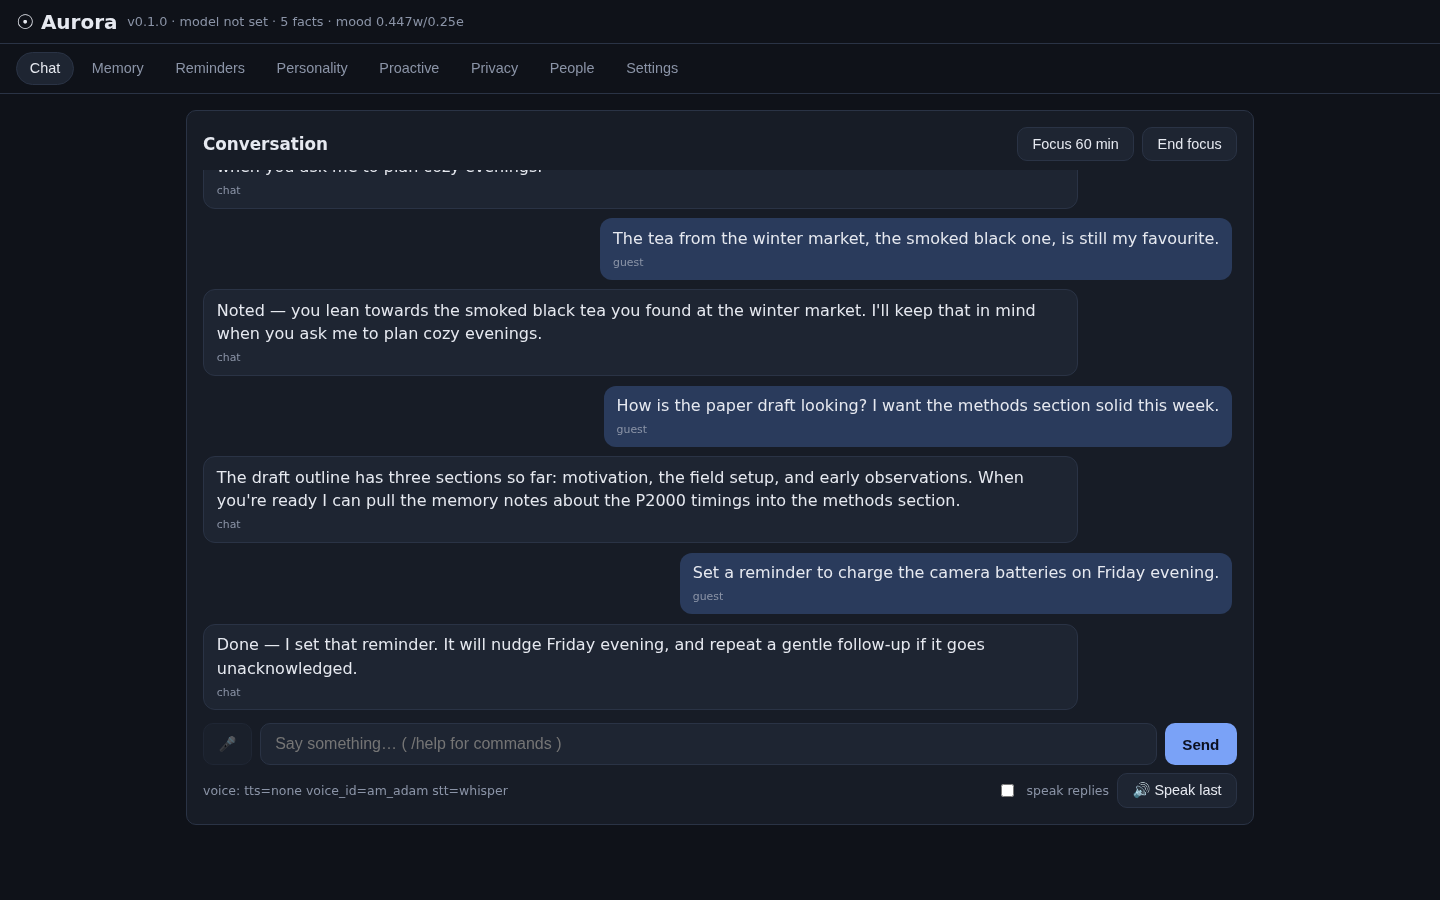 Aurora v0.1.0 · model not set · 5 facts · mood 0.447w/0.25e
Chat Memory Reminders Personality Proactive Privacy People Settings
Conversation Focus 60 min End focus
when you ask me to plan cozy evenings.
chat
The tea from the winter market, the smoked black one, is still my favourite.
guest
Noted — you lean towards the smoked black tea you found at the winter market. I'll keep that in mind
when you ask me to plan cozy evenings.
chat
How is the paper draft looking? I want the methods section solid this week.
guest
The draft outline has three sections so far: motivation, the field setup, and early observations. When
you're ready I can pull the memory notes about the P2000 timings into the methods section.
chat
Set a reminder to charge the camera batteries on Friday evening.
guest
Done — I set that reminder. It will nudge Friday evening, and repeat a gentle follow-up if it goes
unacknowledged.
chat
Say something… ( /help for commands ) Send
voice: tts=none voice_id=am_adam stt=whisper speak replies 🔊 Speak last